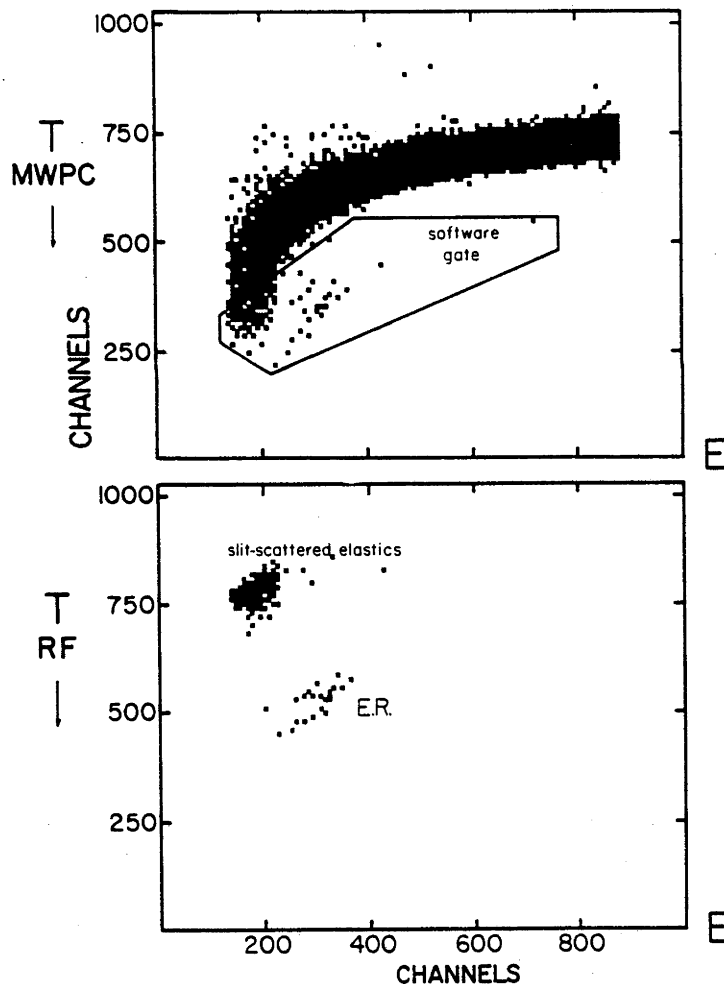 1000
T
750
MWPC
software
gate
500
CHANNELS
250
E
1000
slit-scattered elastics
T
750
RF
E.R.
500
250
E
200 400 600 800
CHANNELS